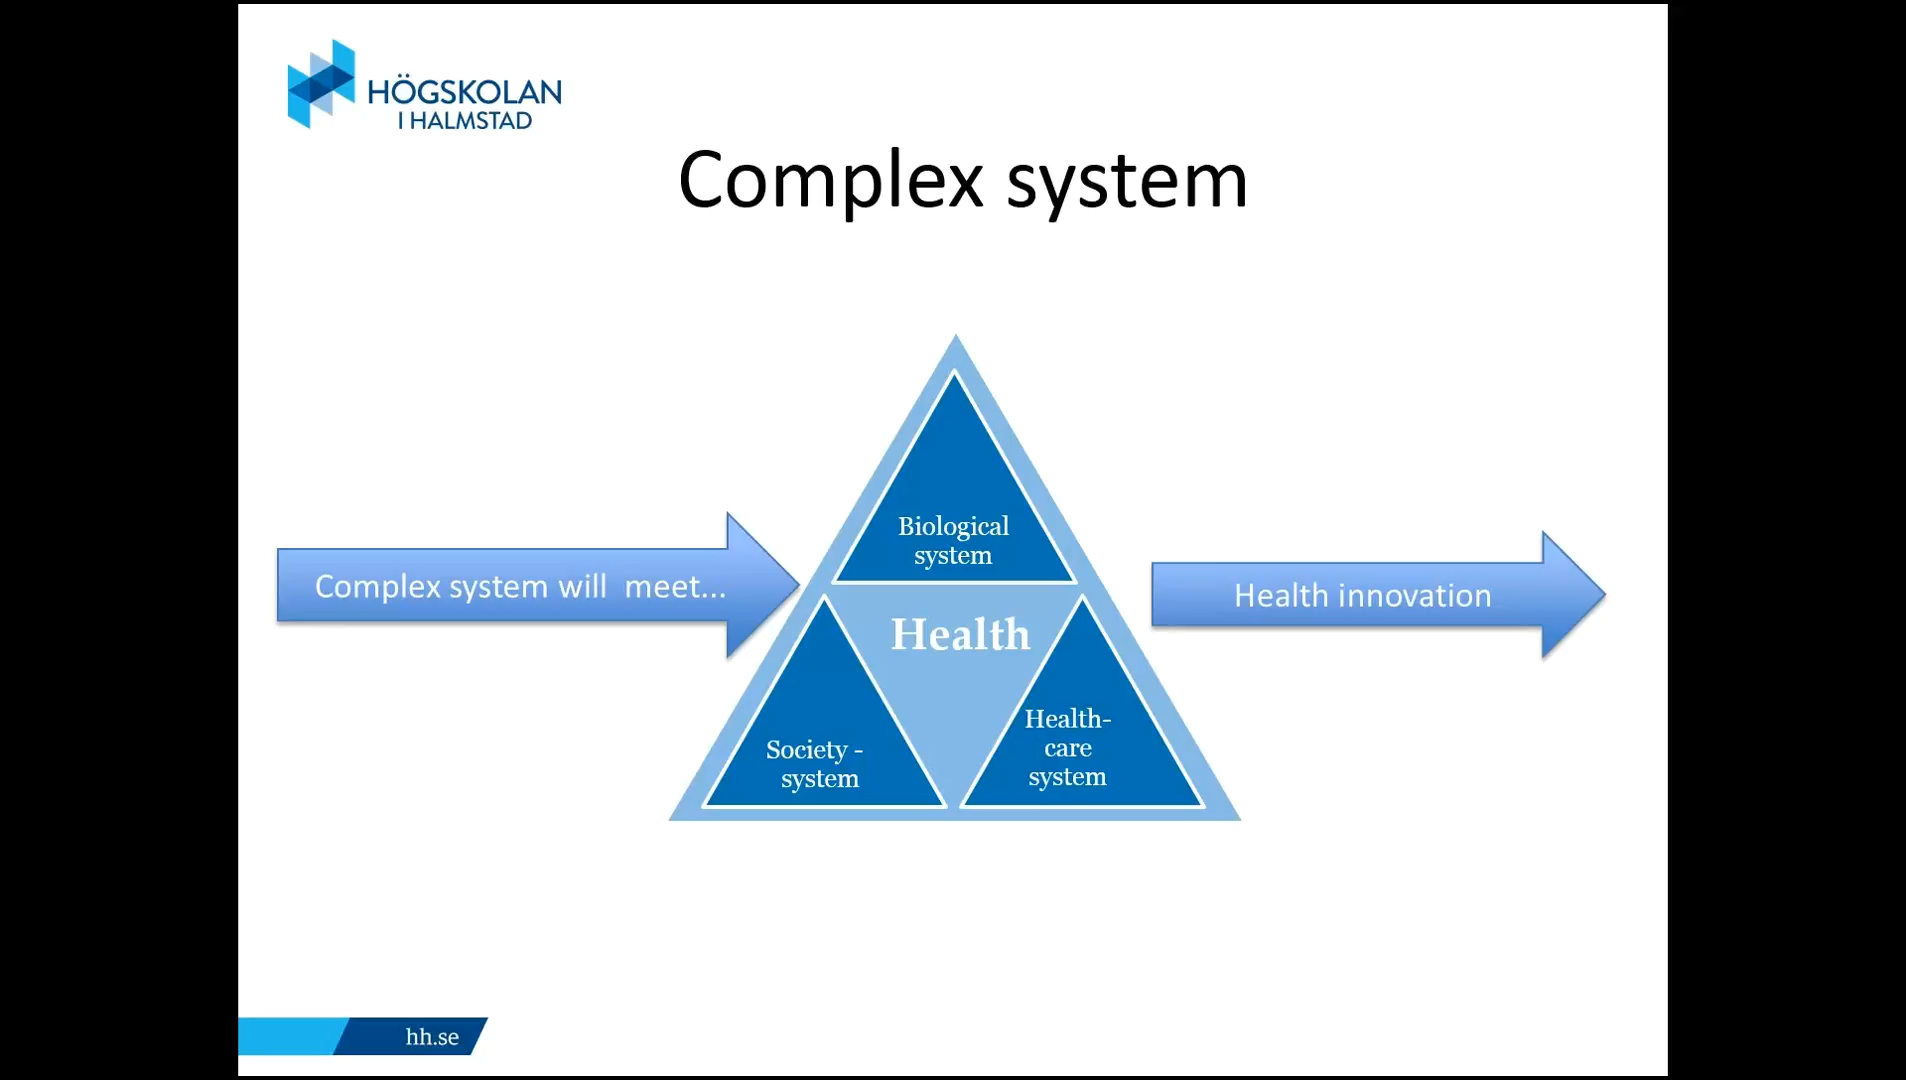 HÖGSKOLAN
I HALMSTAD
Complex system
Complex system will  meet...
Biological
system
Health
Society -
system
Health-
care
system
Health innovation
hh.se